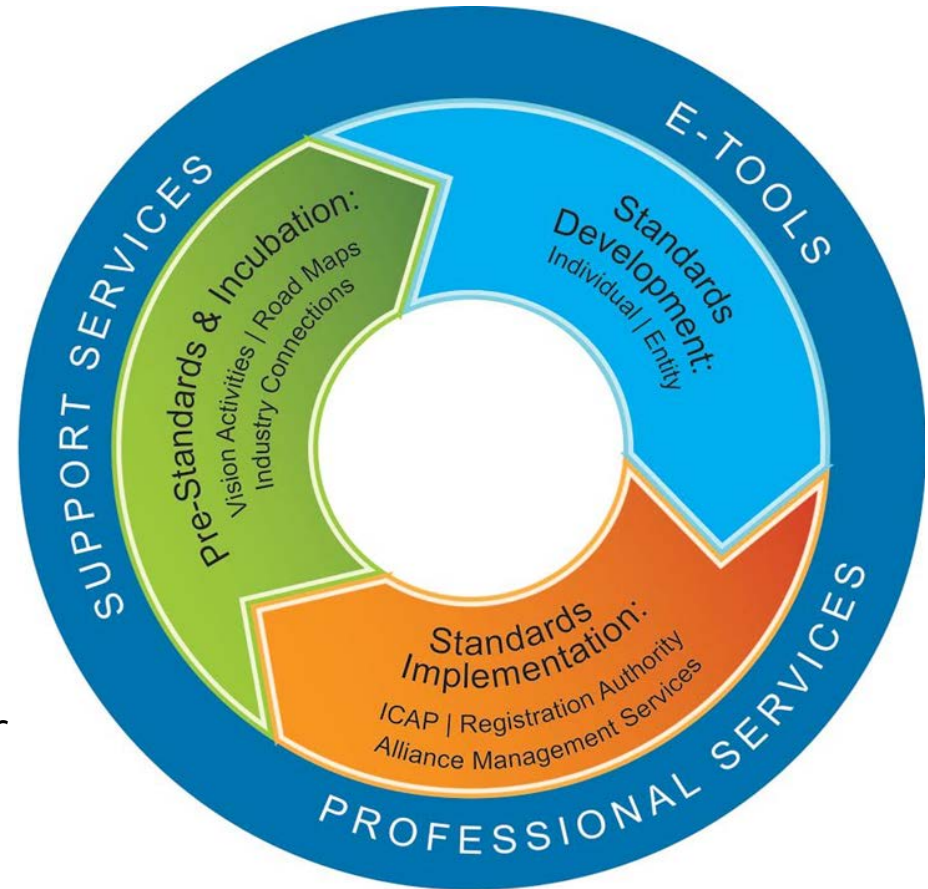 SUPPORT SERVICES
E-TOOLS
PROFESSIONAL SERVICES
Pre-Standards & Incubation:
Vision Activities | Road Maps
Industry Connections
Standards
Development:
Individual | Entity
Standards
Implementation:
ICAP | Registration Authority
Alliance Management Services